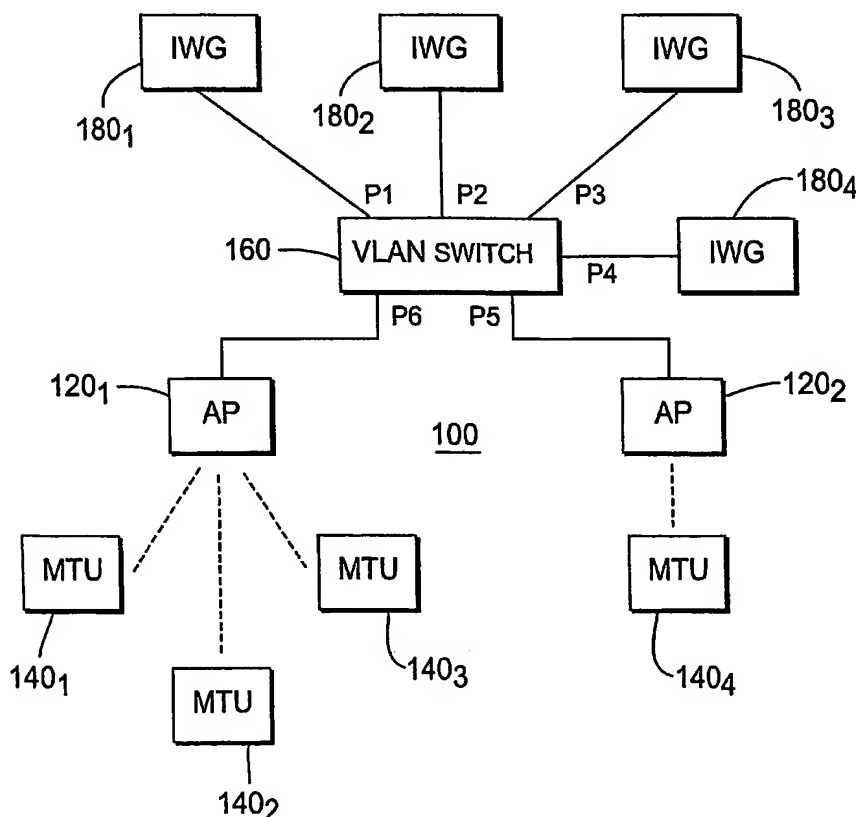 IWG
IWG
IWG
180₁
180₂
180₃
P1
P2
P3
180₄
160
VLAN SWITCH
P4
IWG
P6
P5
120₁
AP
100
AP
120₂
MTU
MTU
MTU
140₁
140₃
140₄
MTU
140₂